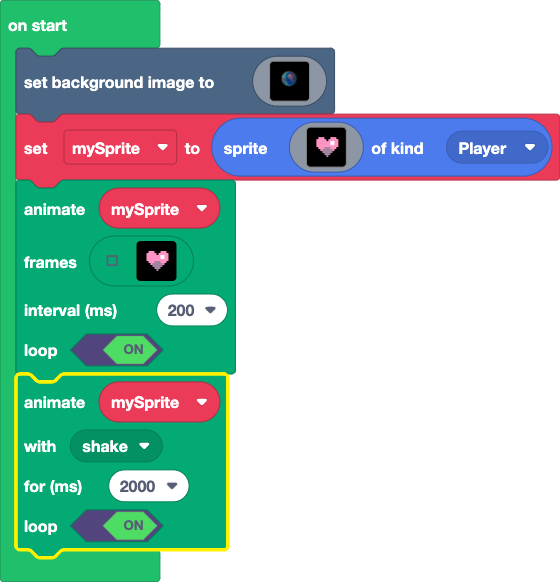 on start
set background image to
set mySprite to sprite of kind Player
animate mySprite
frames
interval (ms) 200
loop ON
animate mySprite
with shake
for (ms) 2000
loop ON